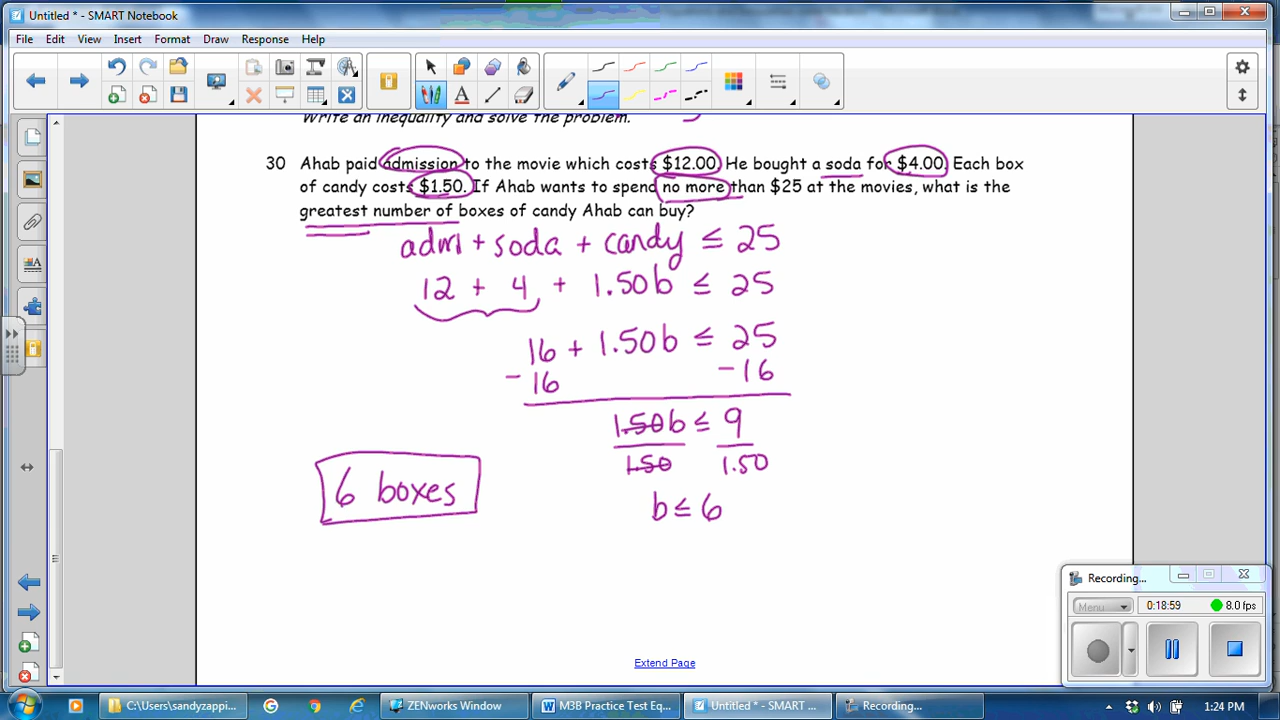 Untitled * - SMART Notebook
File Edit View Insert Format Draw Response Help
Write an inequality and solve the problem.
30 Ahab paid admission to the movie which costs $12.00. He bought a soda for $4.00. Each box
of candy costs $1.50. If Ahab wants to spend no more than $25 at the movies, what is the
greatest number of boxes of candy Ahab can buy?
adm + soda + candy ≤ 25
12 + 4 + 1.50b ≤ 25
16 + 1.50b ≤ 25
-16 -16
1.50b ≤ 9
1.50 1.50
6 boxes
b ≤ 6
Recording...
Menu 0:18:59 8.0 fps
Extend Page
C:\Users\sandyzappi... ZENworks Window M3B Practice Test Eq... Untitled * - SMART ... Recording... 1:24 PM